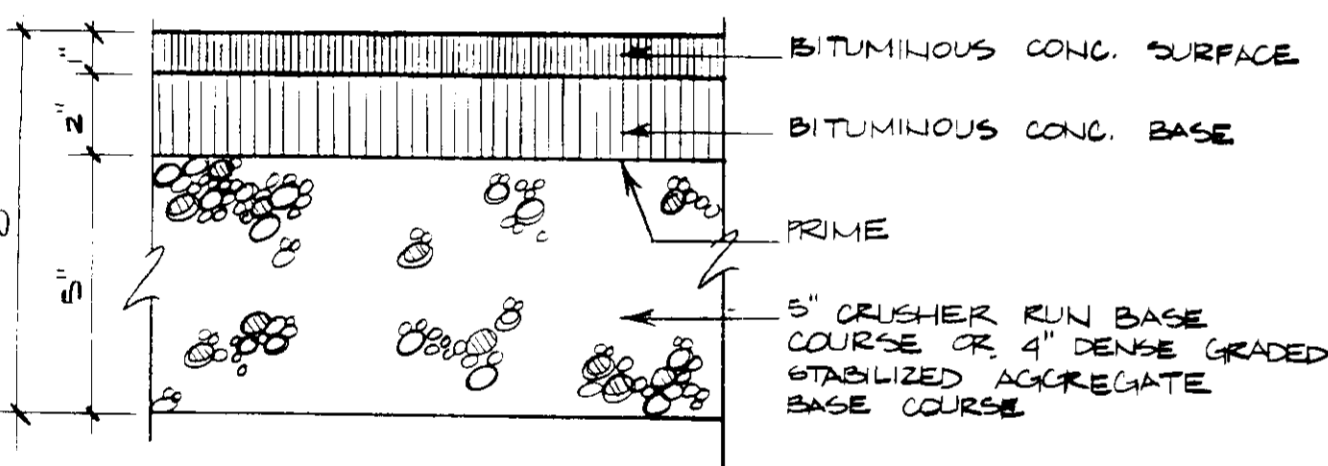 1"
2"
5"
BITUMINOUS CONC. SURFACE
BITUMINOUS CONC. BASE
PRIME
5" CRUSHER RUN BASE
COURSE OR 4" DENSE GRADED
STABILIZED AGGREGATE
BASE COURSE